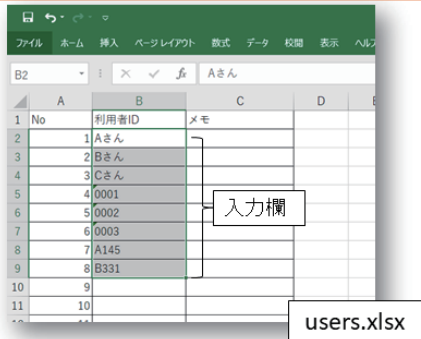 ファイル ホーム 挿入 ページレイアウト 数式 データ 校閲 表示
B2 fx Aさん
A B C D
1 No 利用者ID メモ
2 1 Aさん
3 2 Bさん
4 3 Cさん
5 4 0001
6 5 0002
7 6 0003
8 7 A145
9 8 B331
10 9
11 10
入力欄
users.xlsx